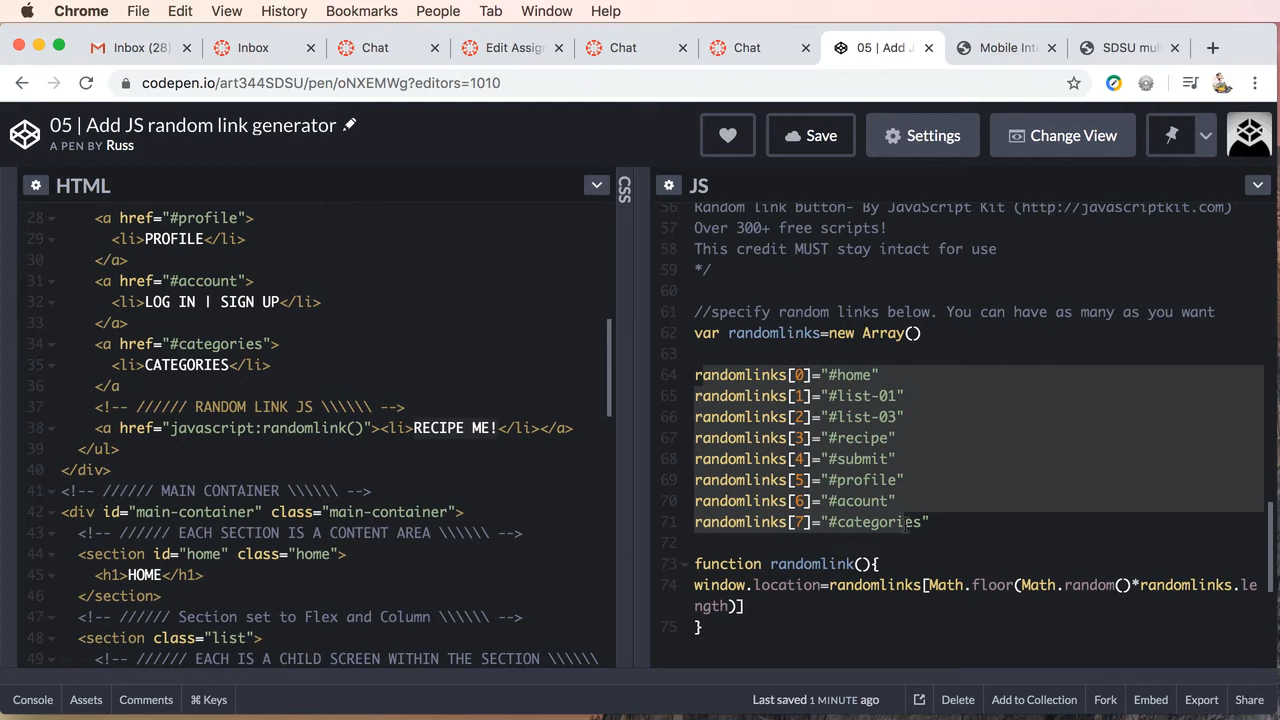 Chrome File Edit View History Bookmarks People Tab Window Help
Inbox (28) Inbox Chat Edit Assig Chat Chat 05 | Add J Mobile Int SDSU mul
codepen.io/art344SDSU/pen/oNXEMWg?editors=1010
05 | Add JS random link generator
A PEN BY Russ
Save Settings Change View
HTML
28 <a href="#profile">
29 <li>PROFILE</li>
30 </a>
31 <a href="#account">
32 <li>LOG IN | SIGN UP</li>
33 </a>
34 <a href="#categories">
35 <li>CATEGORIES</li>
36 </a
37 <!-- ////// RANDOM LINK JS \\\\\\ -->
38 <a href="javascript:randomlink()"><li>RECIPE ME!</li></a>
39 </ul>
40 </div>
41 <!-- ////// MAIN CONTAINER \\\\\\ -->
42 <div id="main-container" class="main-container">
43 <!-- ////// EACH SECTION IS A CONTENT AREA \\\\\\ -->
44 <section id="home" class="home">
45 <h1>HOME</h1>
46 </section>
47 <!-- ////// Section set to Flex and Column \\\\\\ -->
48 <section class="list">
49 <!-- ////// EACH IS A CHILD SCREEN WITHIN THE SECTION \\\\\\
CSS
JS
56 Random link button- By JavaScript Kit (http://javascriptkit.com)
57 Over 300+ free scripts!
58 This credit MUST stay intact for use
59 */
60
61 //specify random links below. You can have as many as you want
62 var randomlinks=new Array()
63
64 randomlinks[0]="#home"
65 randomlinks[1]="#list-01"
66 randomlinks[2]="#list-03"
67 randomlinks[3]="#recipe"
68 randomlinks[4]="#submit"
69 randomlinks[5]="#profile"
70 randomlinks[6]="#acount"
71 randomlinks[7]="#categories"
72
73 function randomlink(){
74 window.location=randomlinks[Math.floor(Math.random()*randomlinks.le
ngth)]
75 }
Console Assets Comments ⌘ Keys Last saved 1 MINUTE ago Delete Add to Collection Fork Embed Export Share